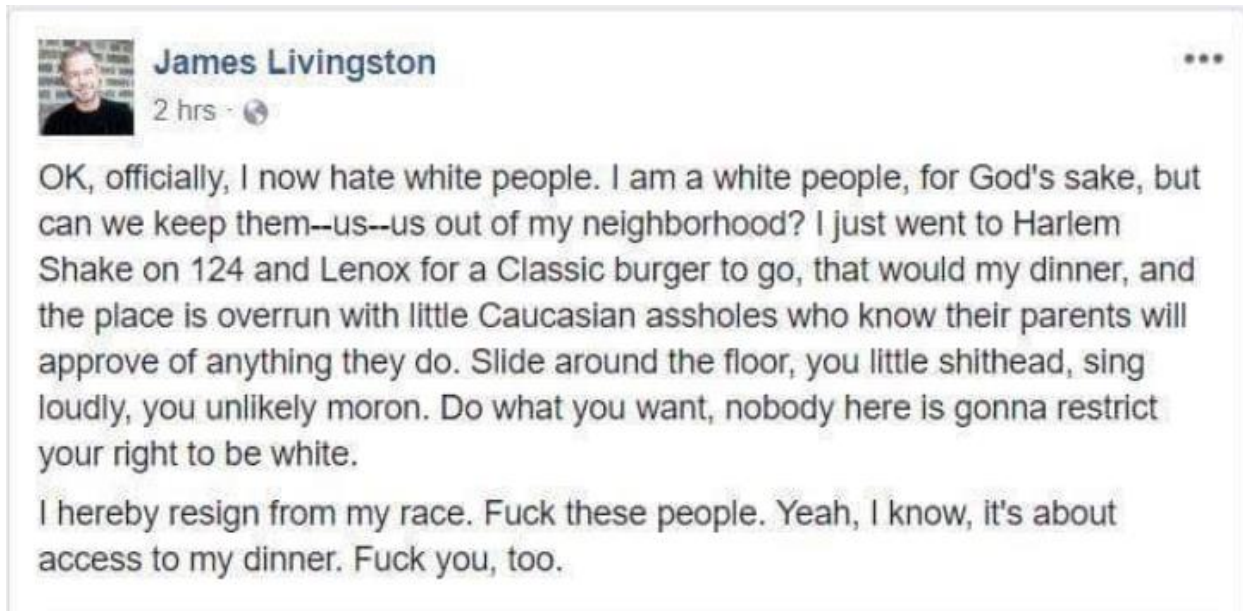 James Livingston
2 hrs ·
OK, officially, I now hate white people. I am a white people, for God's sake, but
can we keep them--us--us out of my neighborhood? I just went to Harlem
Shake on 124 and Lenox for a Classic burger to go, that would my dinner, and
the place is overrun with little Caucasian assholes who know their parents will
approve of anything they do. Slide around the floor, you little shithead, sing
loudly, you unlikely moron. Do what you want, nobody here is gonna restrict
your right to be white.
I hereby resign from my race. Fuck these people. Yeah, I know, it's about
access to my dinner. Fuck you, too.